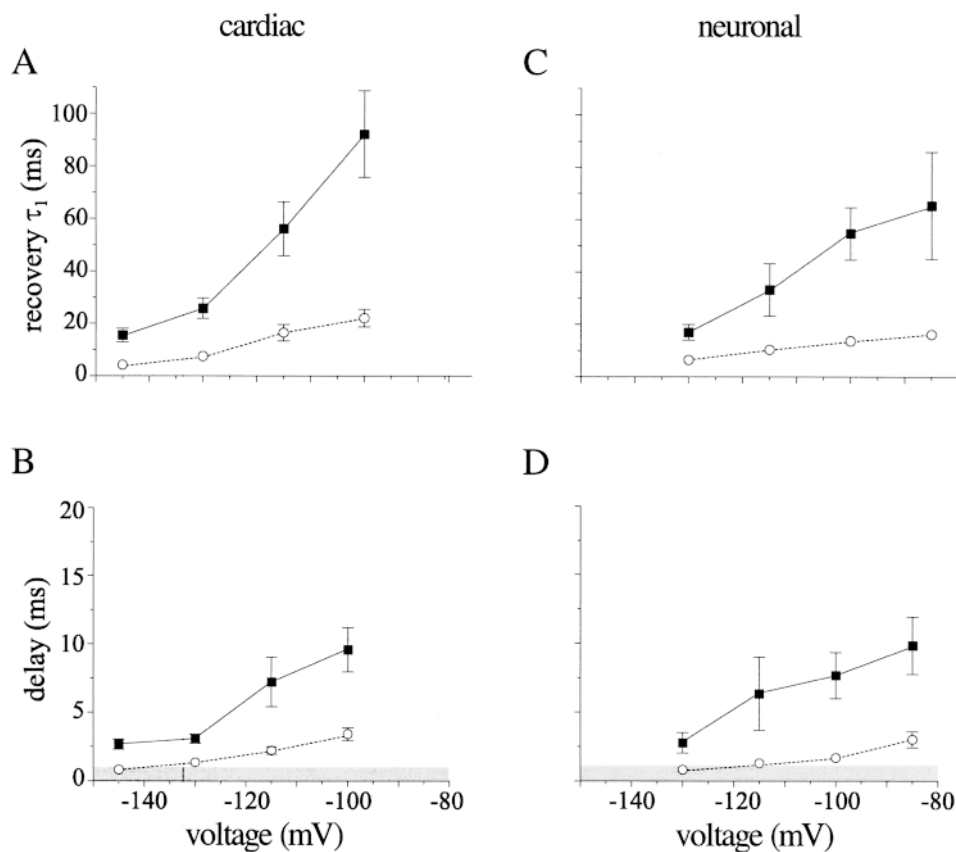 cardiac
neuronal
A
C
recovery τ1 (ms)
100
80
60
40
20
0
B
D
delay (ms)
20
15
10
5
0
-140 -120 -100 -80
-140 -120 -100 -80
voltage (mV)
voltage (mV)